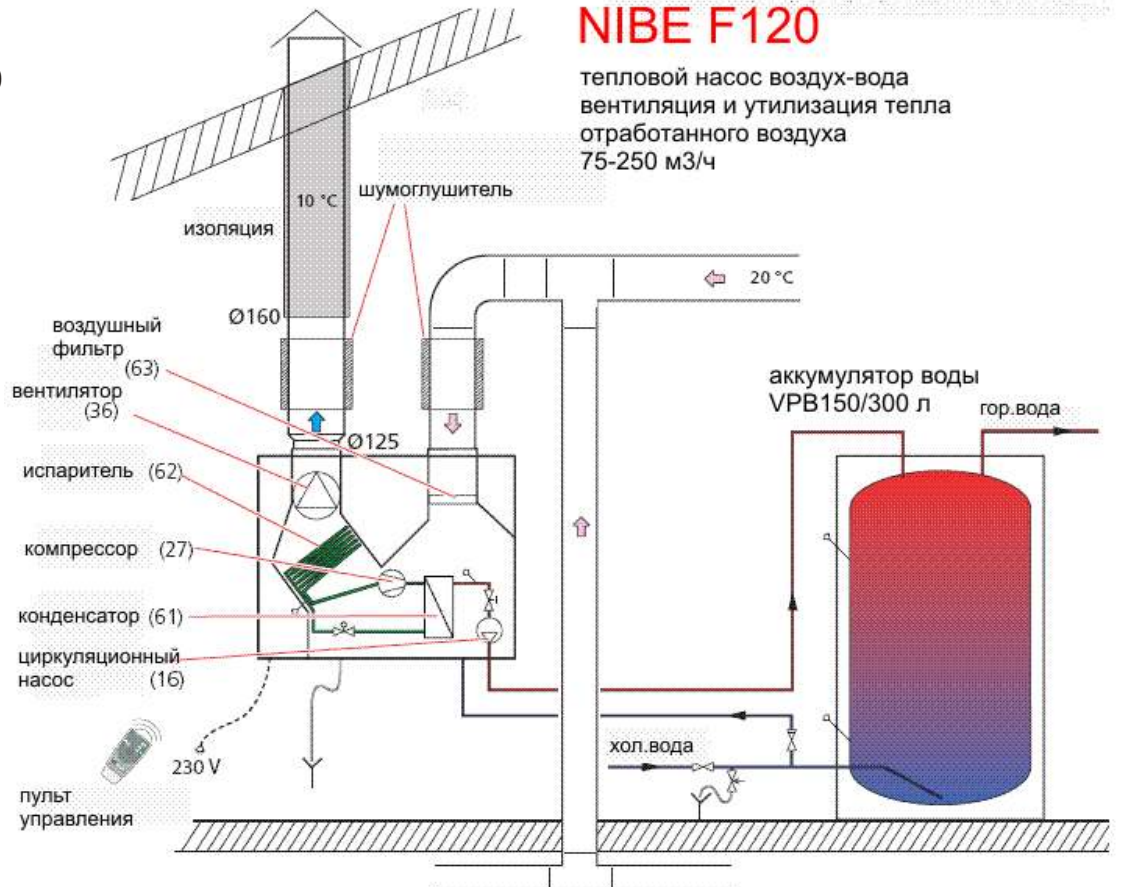 NIBE F120
тепловой насос воздух-вода
вентиляция и утилизация тепла
отработанного воздуха
75-250 м3/ч
10 °C
шумоглушитель
изоляция
20 °C
Ø160
воздушный
фильтр
(63)
вентилятор
(36)
Ø125
аккумулятор воды
VPB150/300 л
гор.вода
испаритель (62)
компрессор (27)
конденсатор (61)
циркуляционный
насос (16)
хол.вода
230 V
пульт
управления